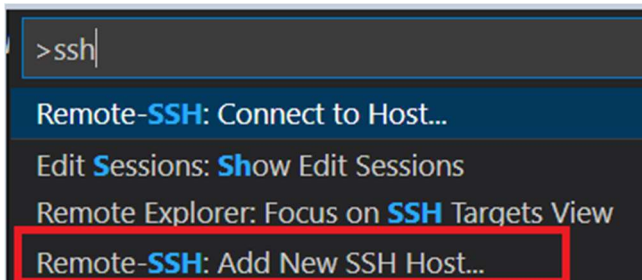 >ssh
Remote-SSH: Connect to Host...
Edit Sessions: Show Edit Sessions
Remote Explorer: Focus on SSH Targets View
Remote-SSH: Add New SSH Host...